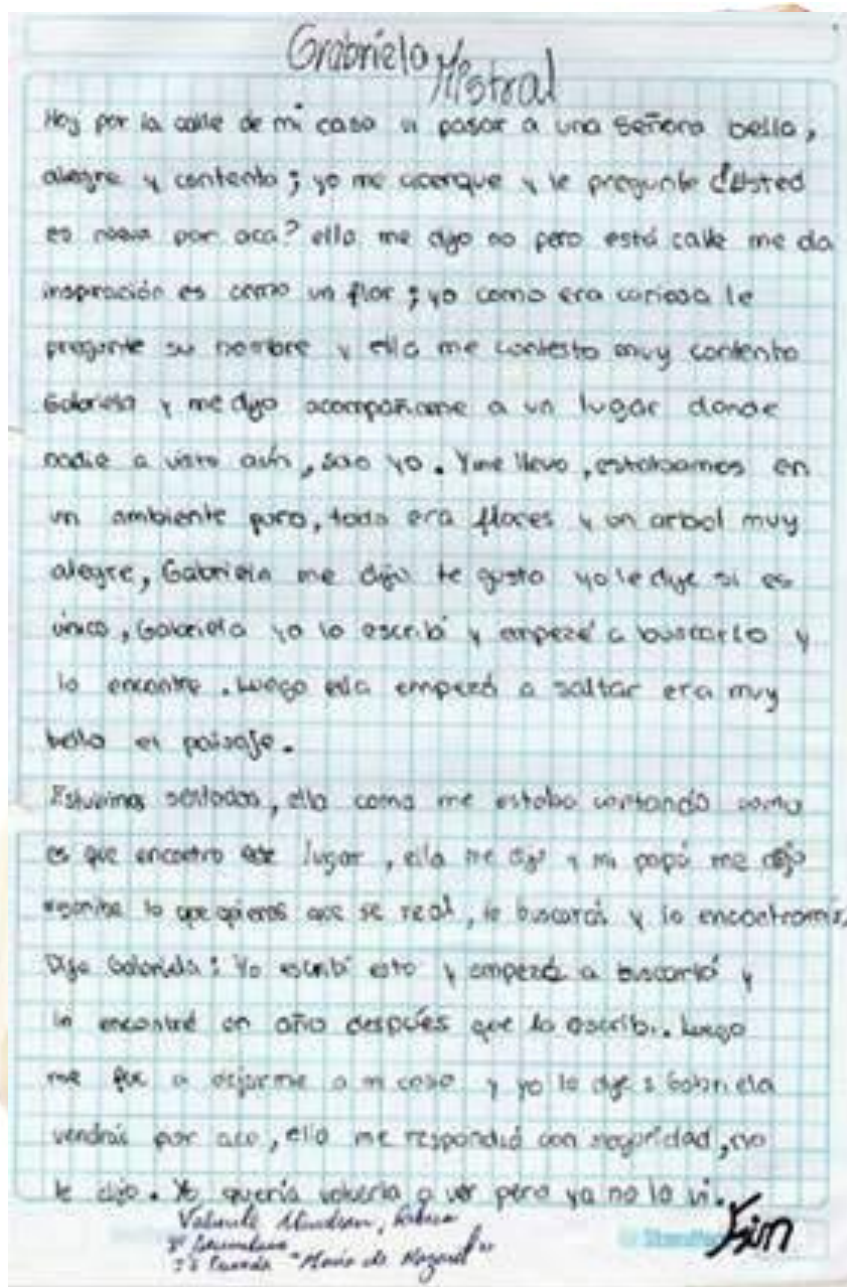 Grabriela Mistral
Hoy por la calle de mi casa vi pasar a una señora bella,
alegre y contenta; yo me acerque y le pregunte ¿Usted
es nueva por aca? ella me dijo no pero está calle me da
inspiración es como un flor; yo como era curiosa le
pregunte su nombre y ella me contesto muy contenta
Gabriela y me dijo acompañame a un lugar donde
nadie a visto aún, solo yo. Y me llevo, estabamos en
un ambiente puro, todo era flores y un arbol muy
alegre, Gabriela me dijo te gusto yo le dije si es
único, Gabriela yo lo escribí y empezé a buscarlo y
lo encontre. Luego ella empezó a saltar era muy
bello el paisaje.
Estuvimos sentados, ella como me estaba contando como
es que encontro este lugar, ella me dijo y mi papá me dijo
escribe lo que quieras que se real, lo buscarás y lo encontrarás,
Dijo Gabriela: Yo escribí esto y empezé a buscarlo y
lo encontré un año después que lo escribi. Luego
me fue a dejarme a mi casa y yo le dije: Gabriela
vendrás por aca, ella me respondió con seguridad, no
le dijo. Yo quería volverla a ver pero ya no la vi.
Fin
"María de Nazaret"